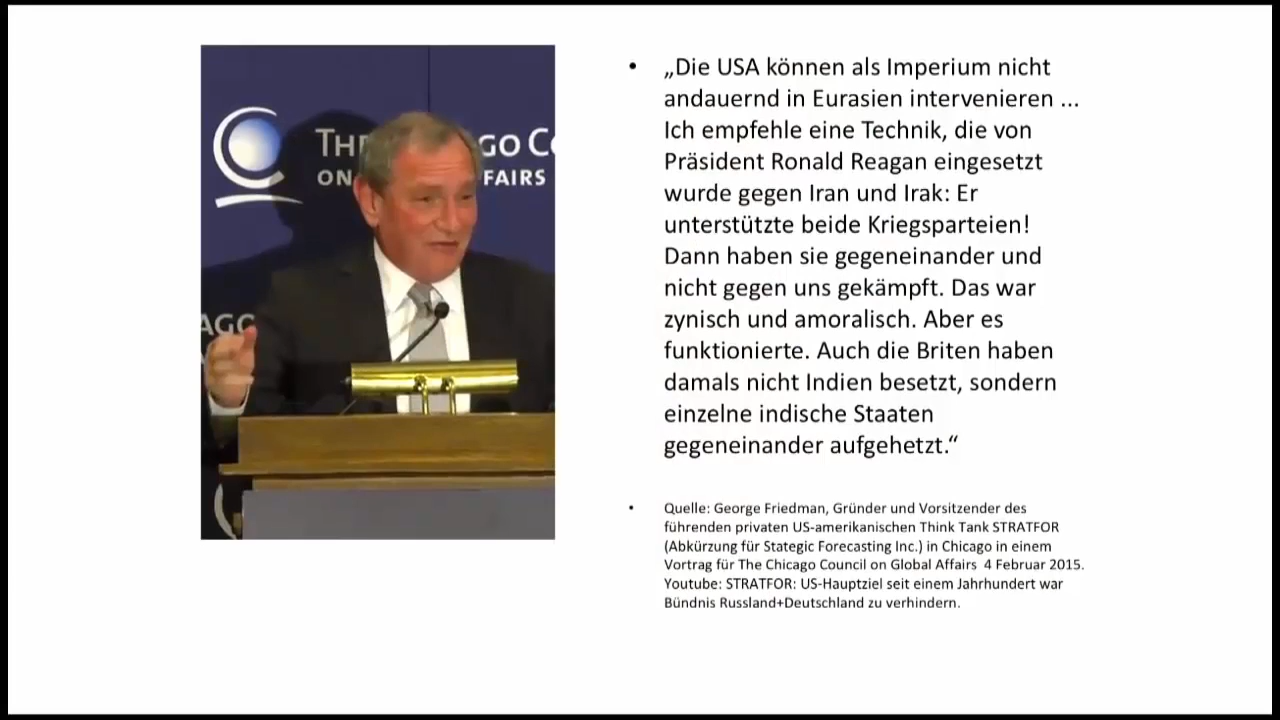 THE
GO Co
ON
FAIRS
AGO
• „Die USA können als Imperium nicht
andauernd in Eurasien intervenieren ...
Ich empfehle eine Technik, die von
Präsident Ronald Reagan eingesetzt
wurde gegen Iran und Irak: Er
unterstützte beide Kriegsparteien!
Dann haben sie gegeneinander und
nicht gegen uns gekämpft. Das war
zynisch und amoralisch. Aber es
funktionierte. Auch die Briten haben
damals nicht Indien besetzt, sondern
einzelne indische Staaten
gegeneinander aufgehetzt.“
• Quelle: George Friedman, Gründer und Vorsitzender des
führenden privaten US-amerikanischen Think Tank STRATFOR
(Abkürzung für Stategic Forecasting Inc.) in Chicago in einem
Vortrag für The Chicago Council on Global Affairs 4 Februar 2015.
Youtube: STRATFOR: US-Hauptziel seit einem Jahrhundert war
Bündnis Russland+Deutschland zu verhindern.